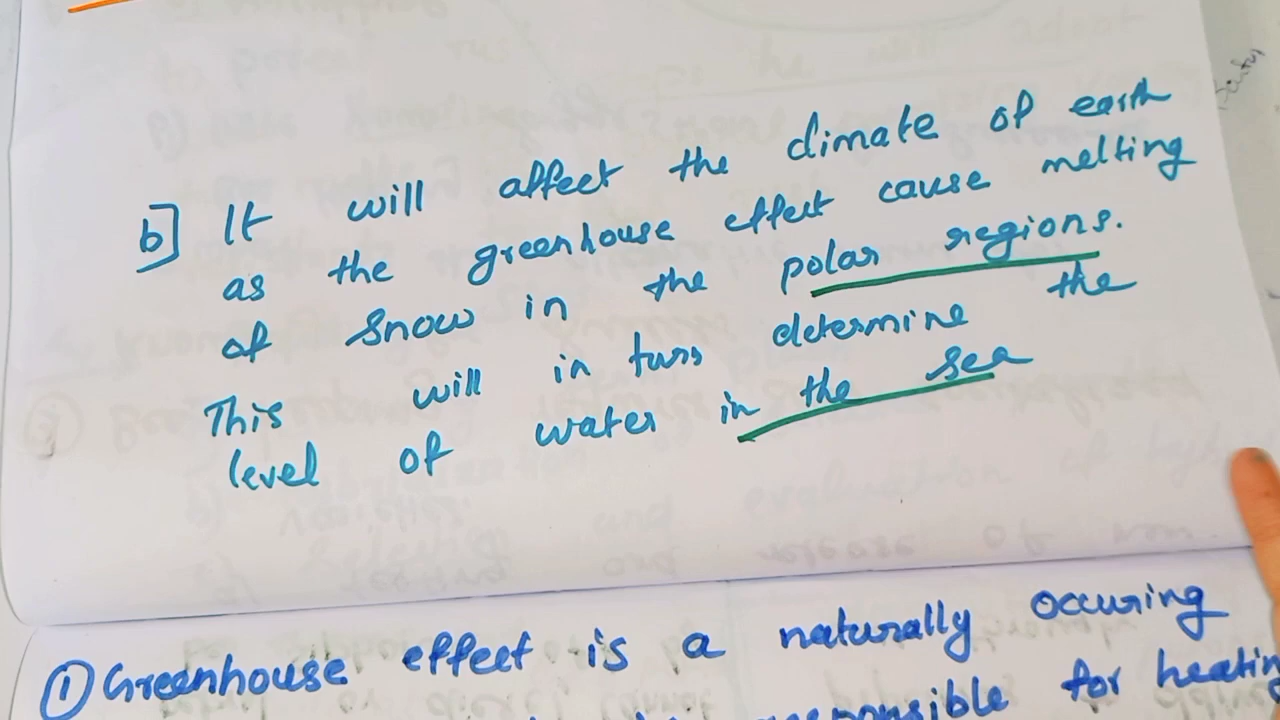 b] It will affect the climate of earth
as the greenhouse effect cause melting
of snow in the polar regions.
This will in turn determine the
level of water in the sea
① Greenhouse effect is a naturally occuring
responsible for heating